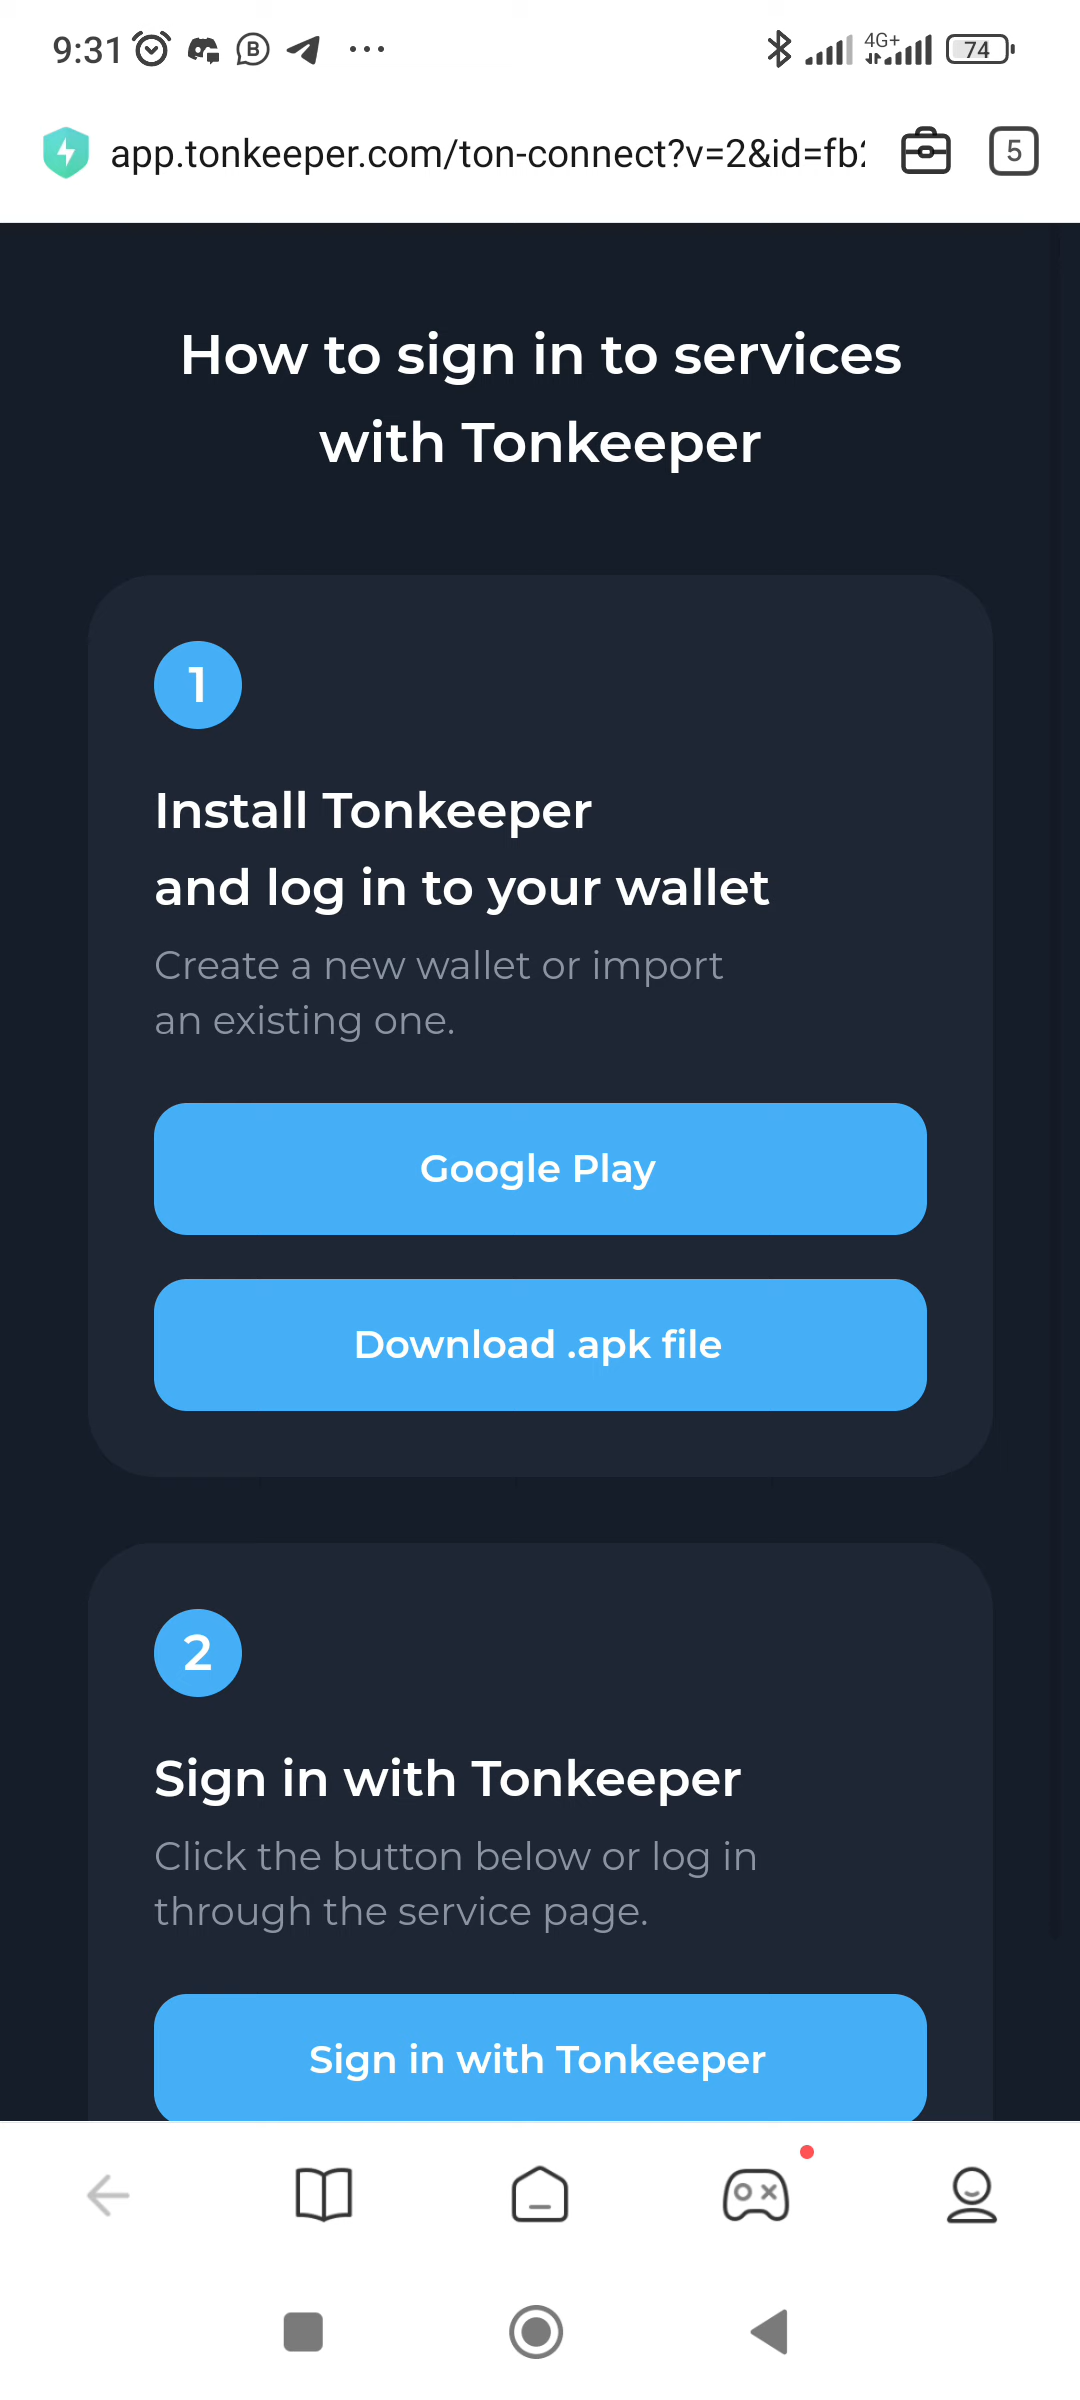 9:31
4G+
74
app.tonkeeper.com/ton-connect?v=2&id=fb
5
How to sign in to services
with Tonkeeper
1
Install Tonkeeper
and log in to your wallet
Create a new wallet or import
an existing one.
Google Play
Download .apk file
2
Sign in with Tonkeeper
Click the button below or log in
through the service page.
Sign in with Tonkeeper